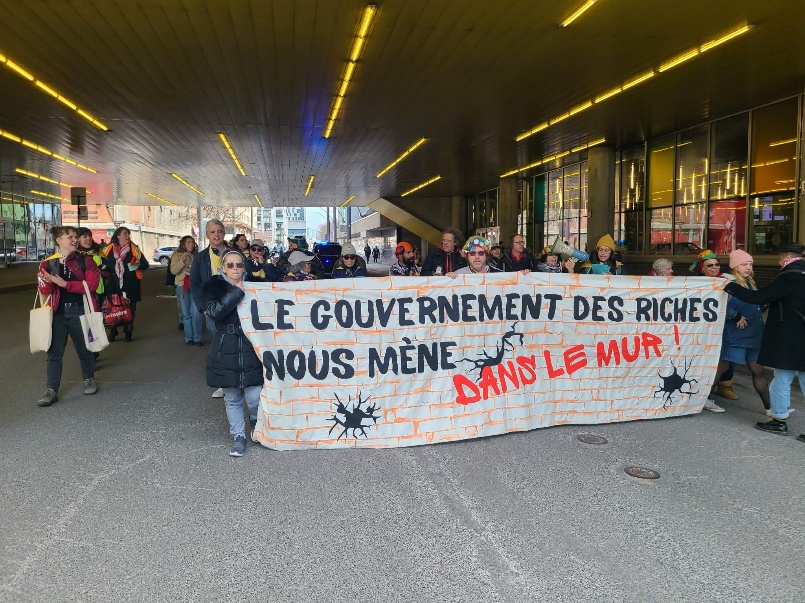 LE GOUVERNEMENT DES RICHES
NOUS MÈNE
DANS LE MUR !